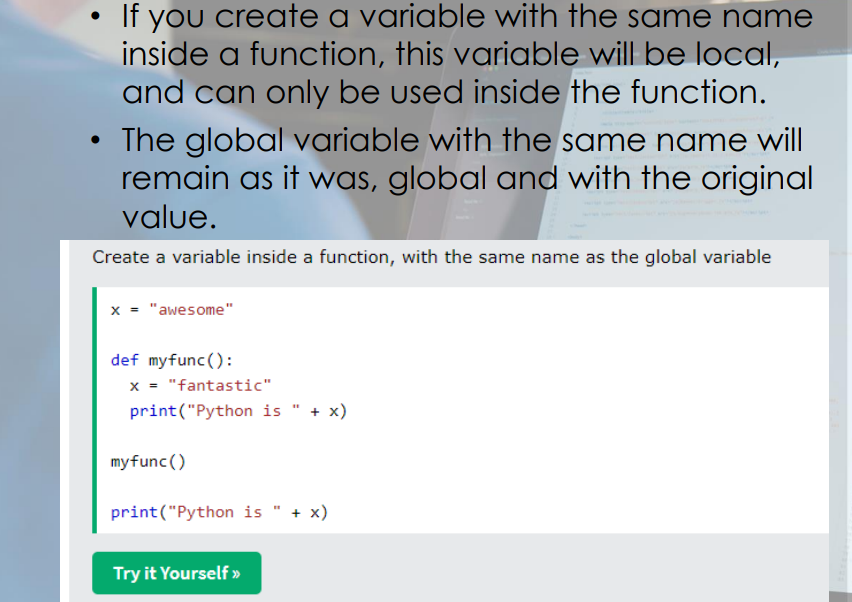 • If you create a variable with the same name
inside a function, this variable will be local,
and can only be used inside the function.
• The global variable with the same name will
remain as it was, global and with the original
value.
Create a variable inside a function, with the same name as the global variable
x = "awesome"
def myfunc():
  x = "fantastic"
  print("Python is " + x)
myfunc()
print("Python is " + x)
Try it Yourself »